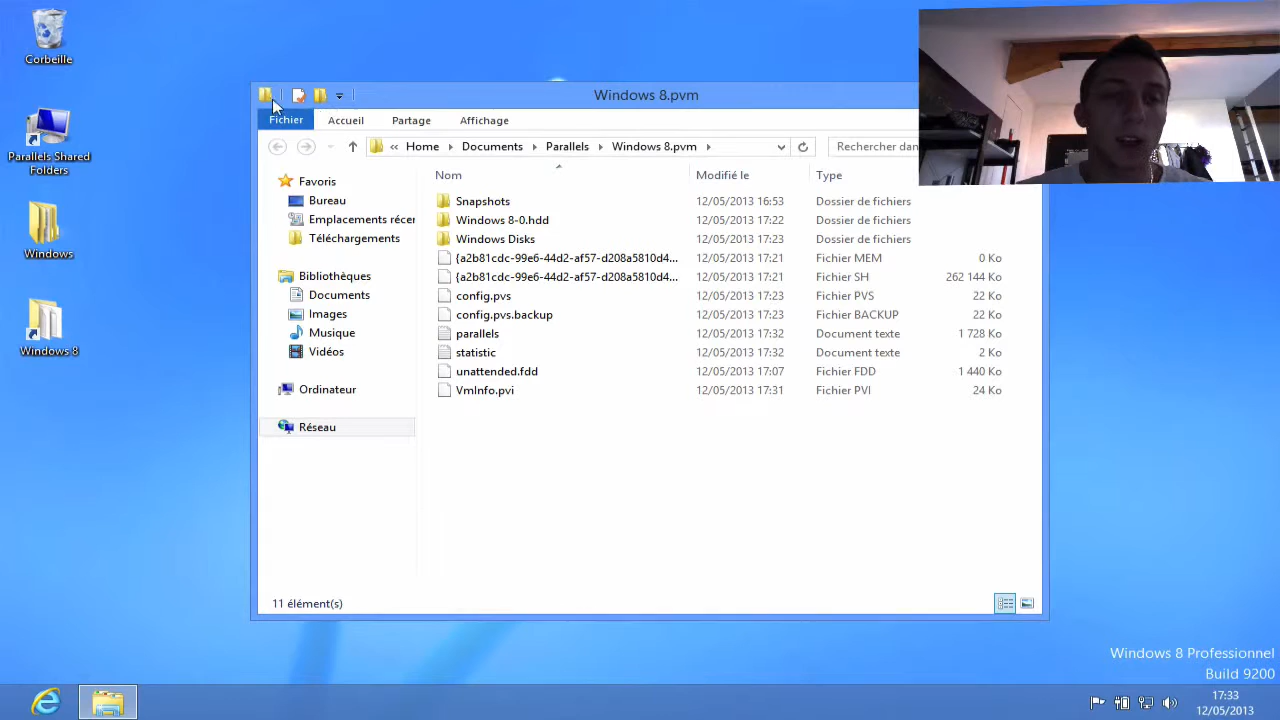 Corbeille
Parallels Shared
Folders
Windows
Windows 8
Windows 8.pvm
Fichier
Accueil
Partage
Affichage
« Home Documents Parallels Windows 8.pvm
Rechercher dan
Favoris
Bureau
Emplacements récer
Téléchargements
Bibliothèques
Documents
Images
Musique
Vidéos
Ordinateur
Réseau
Nom Modifié le Type
Snapshots 12/05/2013 16:53 Dossier de fichiers
Windows 8-0.hdd 12/05/2013 17:22 Dossier de fichiers
Windows Disks 12/05/2013 17:23 Dossier de fichiers
{a2b81cdc-99e6-44d2-af57-d208a5810d4... 12/05/2013 17:21 Fichier MEM 0 Ko
{a2b81cdc-99e6-44d2-af57-d208a5810d4... 12/05/2013 17:21 Fichier SH 262 144 Ko
config.pvs 12/05/2013 17:23 Fichier PVS 22 Ko
config.pvs.backup 12/05/2013 17:23 Fichier BACKUP 22 Ko
parallels 12/05/2013 17:32 Document texte 1 728 Ko
statistic 12/05/2013 17:32 Document texte 2 Ko
unattended.fdd 12/05/2013 17:07 Fichier FDD 1 440 Ko
VmInfo.pvi 12/05/2013 17:31 Fichier PVI 24 Ko
11 élément(s)
Windows 8 Professionnel
Build 9200
17:33
12/05/2013